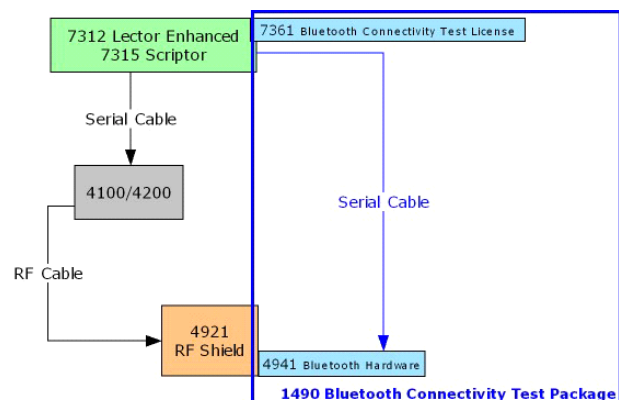 7312 Lector Enhanced
7315 Scriptor
7361 Bluetooth Connectivity Test License
Serial Cable
4100/4200
Serial Cable
RF Cable
4921
RF Shield
4941 Bluetooth Hardware
1490 Bluetooth Connectivity Test Package